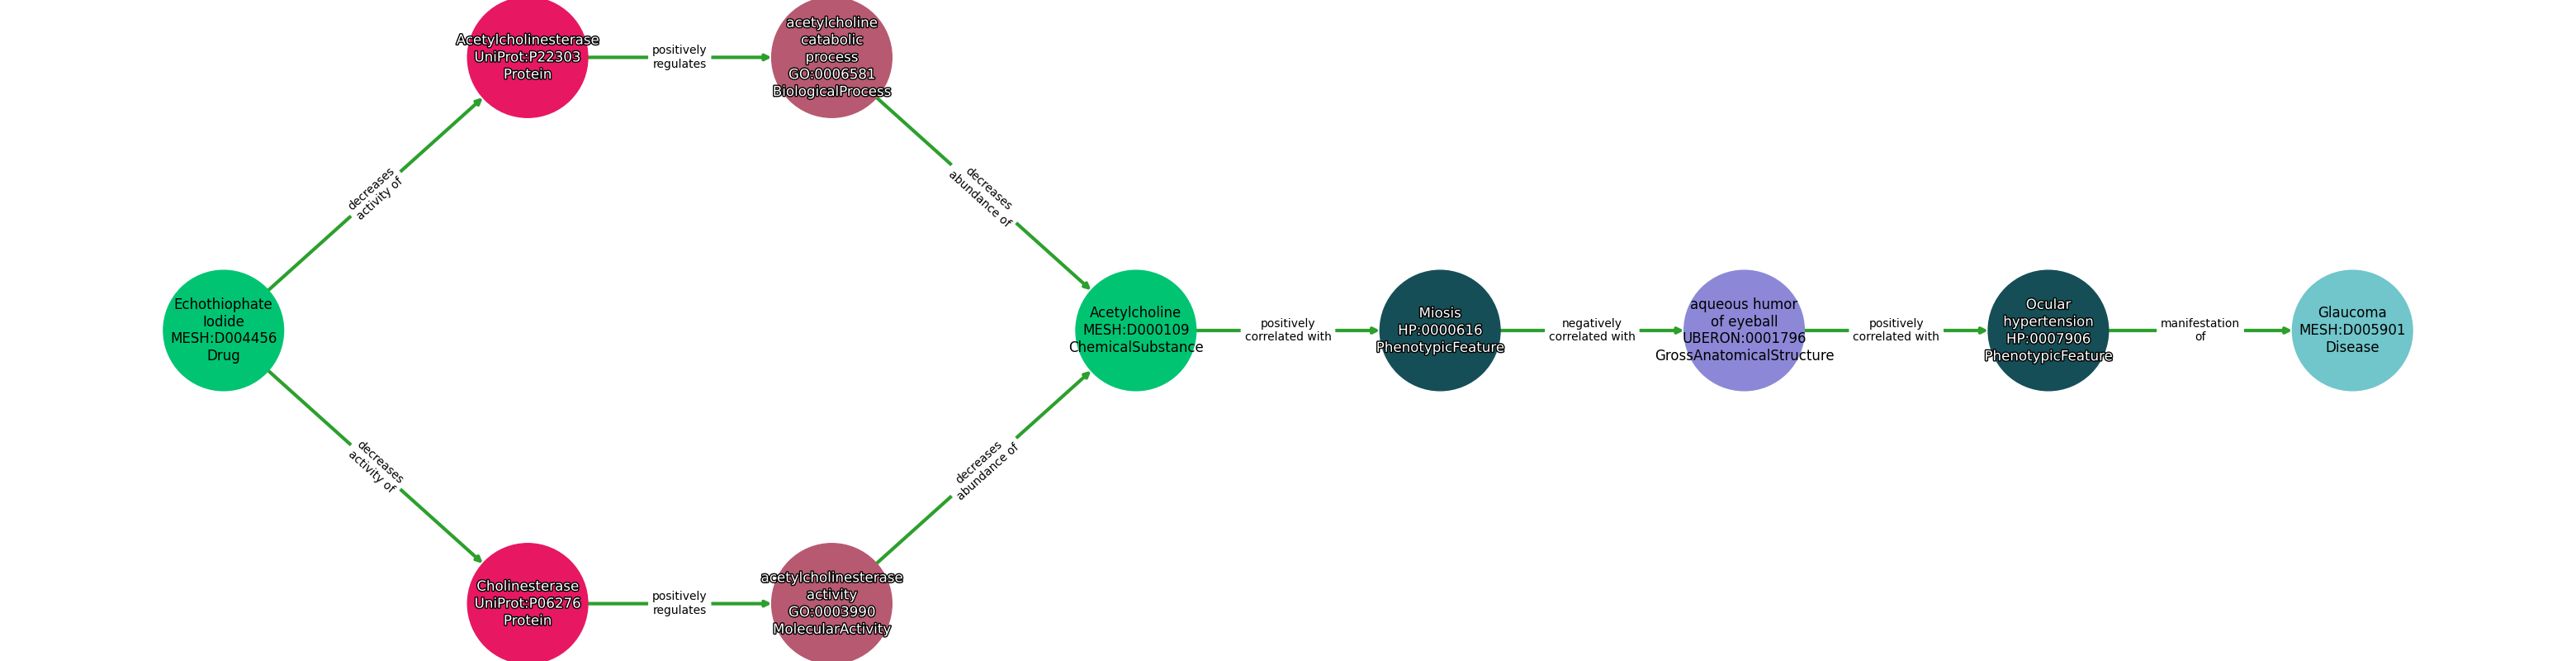 Acetylcholinesterase
UniProt:P22303
Protein
positively
regulates
acetylcholine
catabolic
process
GO:0006581
BiologicalProcess
decreases
activity of
decreases
abundance of
Echothiophate
Iodide
MESH:D004456
Drug
Acetylcholine
MESH:D000109
ChemicalSubstance
positively
correlated with
Miosis
HP:0000616
PhenotypicFeature
negatively
correlated with
aqueous humor
of eyeball
UBERON:0001796
GrossAnatomicalStructure
positively
correlated with
Ocular
hypertension
HP:0007906
PhenotypicFeature
manifestation
of
Glaucoma
MESH:D005901
Disease
decreases
activity of
decreases
abundance of
Cholinesterase
UniProt:P06276
Protein
positively
regulates
acetylcholinesterase
activity
GO:0003990
MolecularActivity